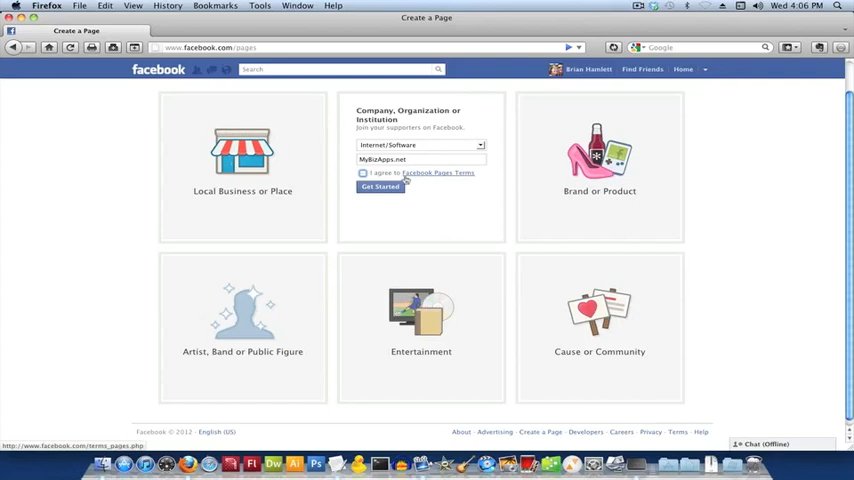 Firefox File Edit View History Bookmarks Tools Window Help
Wed 4:06 PM
Create a Page
Create a Page
www.facebook.com/pages
Google
facebook
Search
Brian Hamlett Find Friends Home
Local Business or Place
Company, Organization or
Institution
Join your supporters on Facebook.
Internet/Software
MyBizApps.net
I agree to Facebook Pages Terms
Get Started
Brand or Product
Artist, Band or Public Figure
Entertainment
Cause or Community
Facebook © 2012 · English (US)
About · Advertising · Create a Page · Developers · Careers · Privacy · Terms · Help
http://www.facebook.com/terms_pages.php
Chat (Offline)
Fl Dw Ai Ps